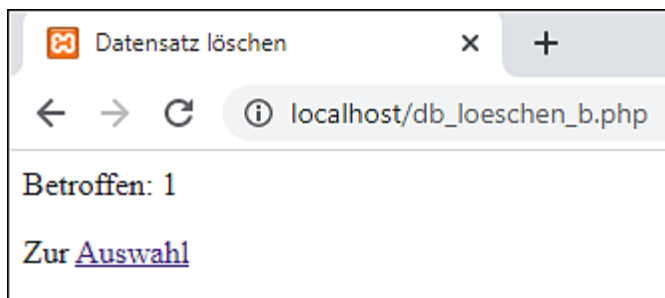 Datensatz löschen
localhost/db_loeschen_b.php
Betroffen: 1
Zur Auswahl